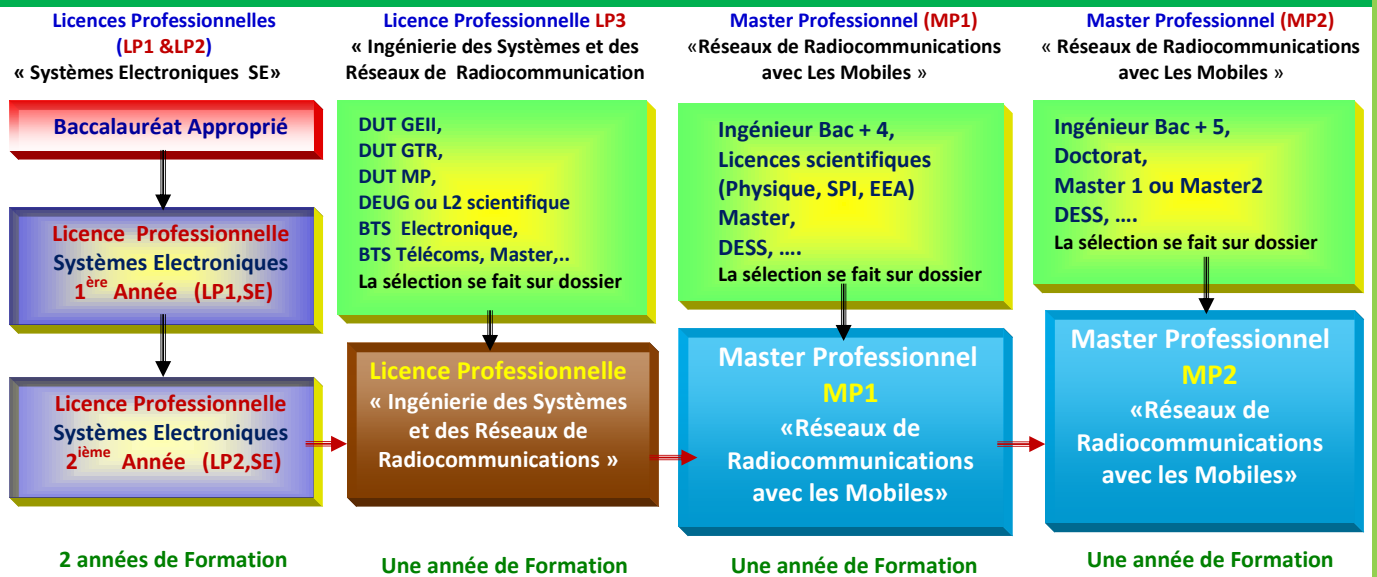 Licences Professionnelles
(LP1 &LP2)
« Systèmes Electroniques SE»
Baccalauréat Approprié
Licence Professionnelle
Systèmes Electroniques
1ère Année (LP1,SE)
Licence Professionnelle
Systèmes Electroniques
2ième Année (LP2,SE)
2 années de Formation
Licence Professionnelle LP3
« Ingénierie des Systèmes et des
Réseaux de Radiocommunication
DUT GEII,
DUT GTR,
DUT MP,
DEUG ou L2 scientifique
BTS Electronique,
BTS Télécoms, Master,..
La sélection se fait sur dossier
Licence Professionnelle
« Ingénierie des Systèmes
et des Réseaux de
Radiocommunications »
Une année de Formation
Master Professionnel (MP1)
«Réseaux de Radiocommunications
avec Les Mobiles »
Ingénieur Bac + 4,
Licences scientifiques
(Physique, SPI, EEA)
Master,
DESS, ....
La sélection se fait sur dossier
Master Professionnel
MP1
«Réseaux de
Radiocommunications
avec les Mobiles»
Une année de Formation
Master Professionnel (MP2)
« Réseaux de Radiocommunications
avec Les Mobiles »
Ingénieur Bac + 5,
Doctorat,
Master 1 ou Master2
DESS, ....
La sélection se fait sur dossier
Master Professionnel
MP2
«Réseaux de
Radiocommunications
avec les Mobiles»
Une année de Formation